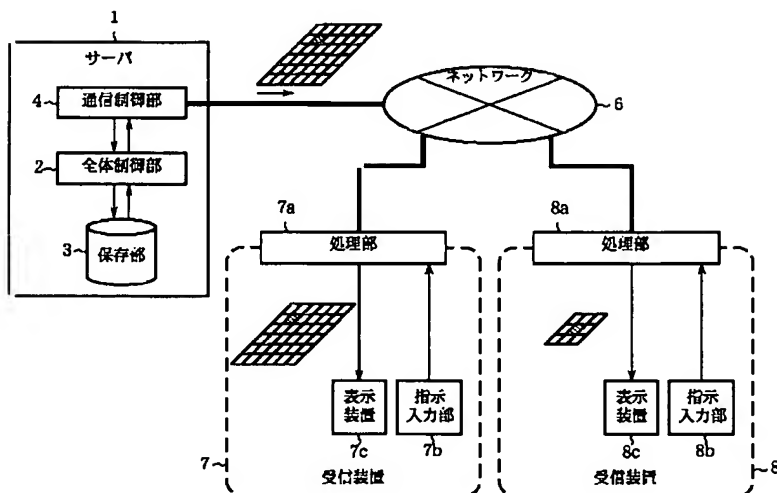 1
サーバ
4
通信制御部
2
全体制御部
3
保存部
ネットワーク
6
7a
処理部
8a
処理部
表示
装置
指示
入力部
7c
7b
7
受信装置
表示
装置
指示
入力部
8c
8b
8
受信装置